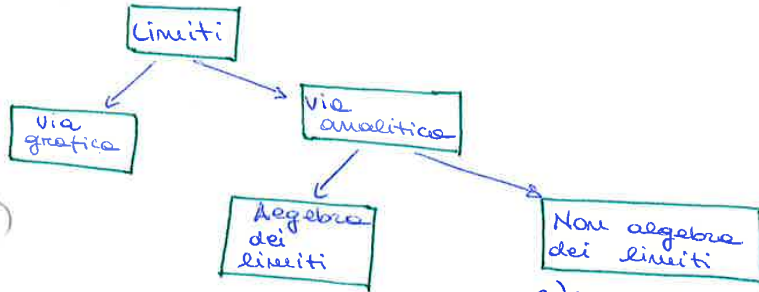 Limiti
via
grafica
via
analitica
Algebra
dei
limiti
Non algebra
dei limiti